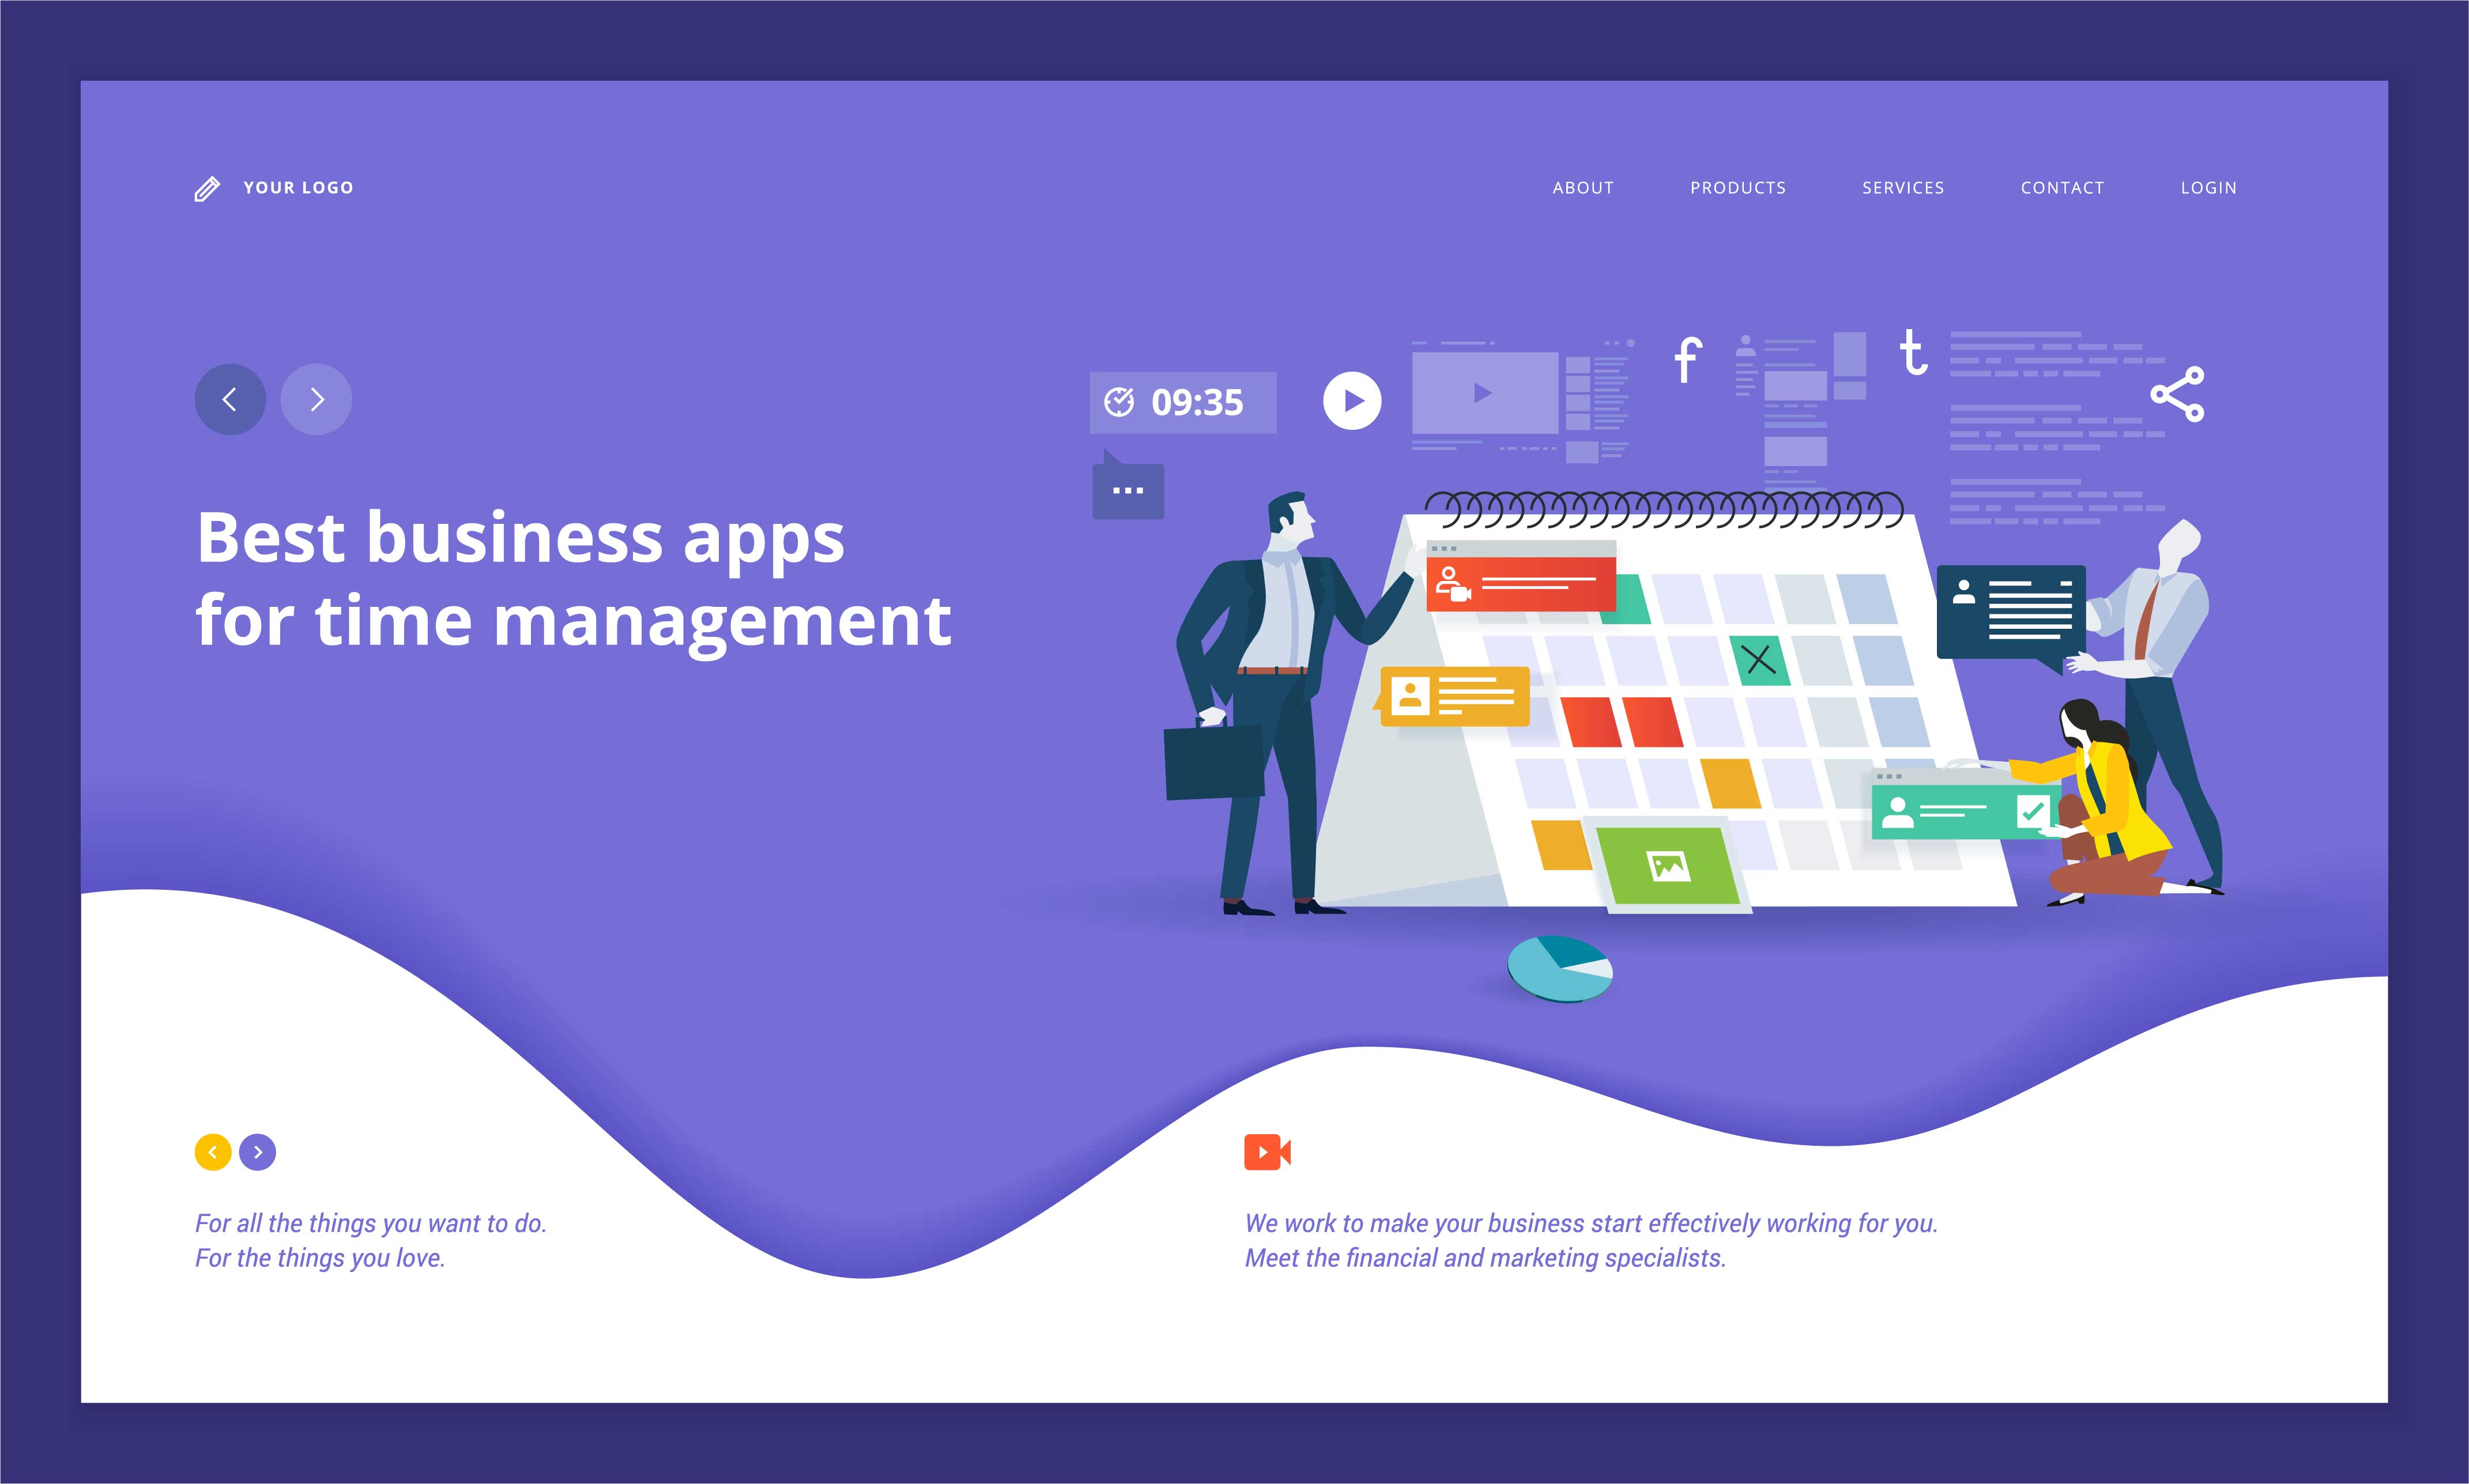 YOUR LOGO
ABOUT PRODUCTS SERVICES CONTACT LOGIN
09:35
f
t
Best business apps
for time management
For all the things you want to do.
For the things you love.
We work to make your business start effectively working for you.
Meet the financial and marketing specialists.